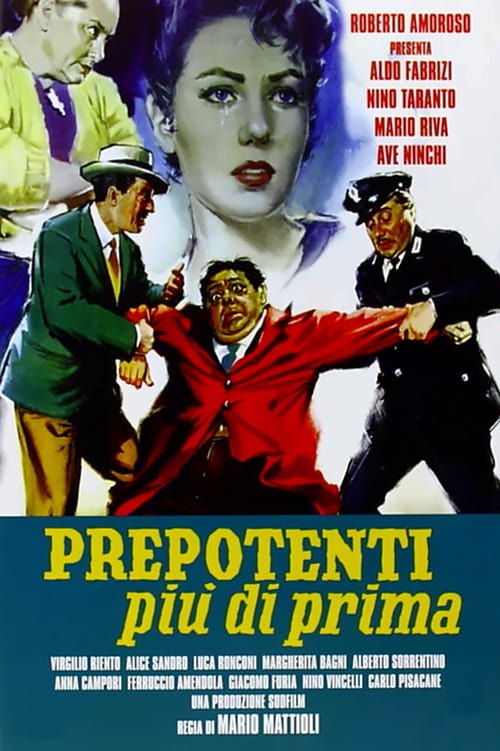 ROBERTO AMOROSO
PRESENTA
ALDO FABRIZI
NINO TARANTO
MARIO RIVA
AVE NINCHI
PREPOTENTI
più di prima
VIRGILIO RIENTO ALICE SANDRO LUCA RONCONI MARGHERITA BAGNI ALBERTO SORRENTINO
ANNA CAMPORI FERRUCCIO AMENDOLA GIACOMO FURIA NINO VINCELLI CARLO PISACANE
UNA PRODUZIONE SUDFILM
REGIA DI MARIO MATTIOLI